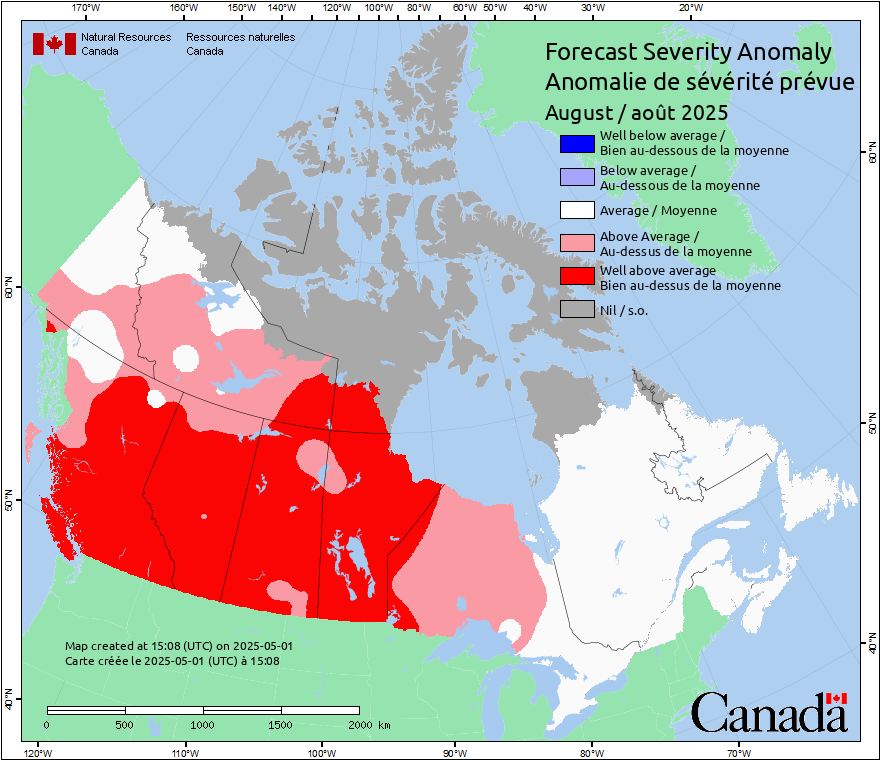 170°W 160°W 150°W 140°W 130°W 120°W 110°W 100°W 90°W 80°W 70°W 60°W 50°W 40°W 30°W 20°W
Natural Resources Canada
Ressources naturelles Canada
Forecast Severity Anomaly
Anomalie de sévérité prévue
August / août 2025
Well below average /
Bien au-dessous de la moyenne
Below average /
Au-dessous de la moyenne
Average / Moyenne
Above Average /
Au-dessus de la moyenne
Well above average
Bien au-dessus de la moyenne
Nil / s.o.
60°N
50°N
40°N
60°N
50°N
40°N
Map created at 15:08 (UTC) on 2025-05-01
Carte créée le 2025-05-01 (UTC) à 15:08
0 500 1000 1500 2000 km
Canada
120°W 110°W 100°W 90°W 80°W 70°W